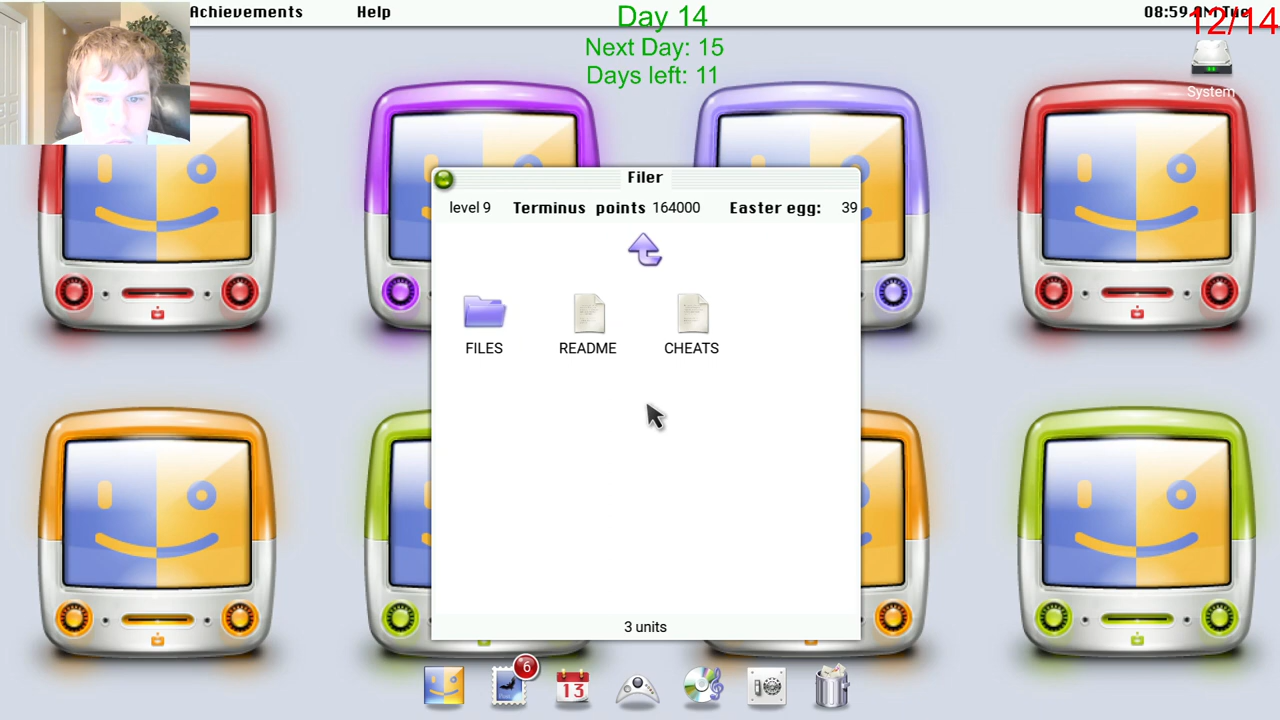 Achievements Help
Day 14
Next Day: 15
Days left: 11
08:59 AM Tue
12/14
System
Filer
level 9 Terminus points 164000 Easter egg: 39
FILES README CHEATS
3 units
6
13